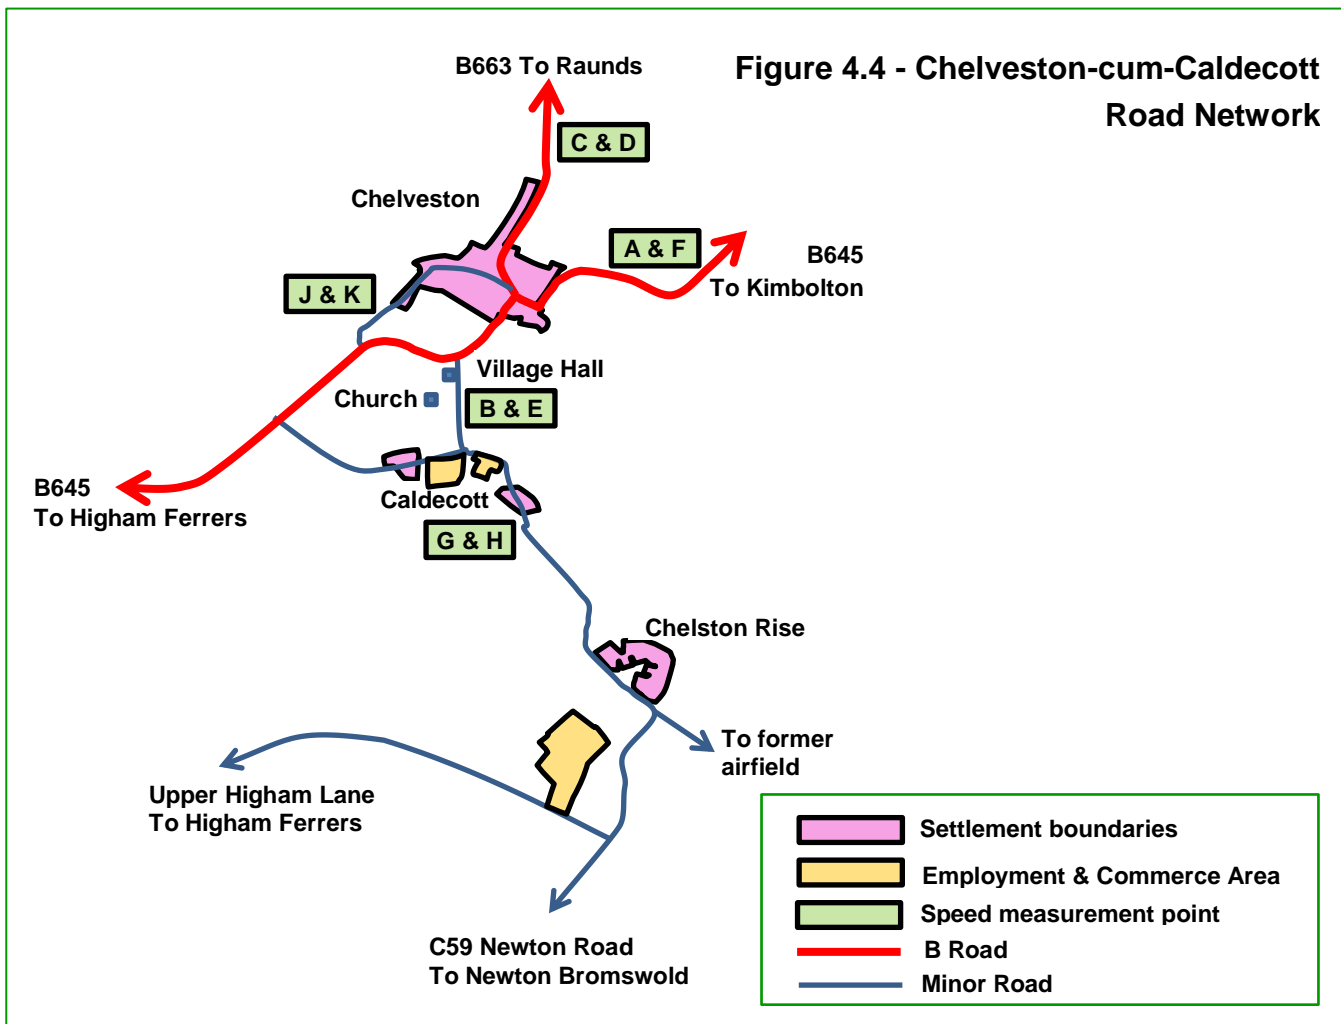 Figure 4.4 - Chelveston-cum-Caldecott
Road Network
B663 To Raunds
C & D
Chelveston
A & F
B645
To Kimbolton
J & K
Village Hall
Church
B & E
B645
To Higham Ferrers
Caldecott
G & H
Chelston Rise
To former
airfield
Upper Higham Lane
To Higham Ferrers
C59 Newton Road
To Newton Bromswold
Settlement boundaries
Employment & Commerce Area
Speed measurement point
B Road
Minor Road